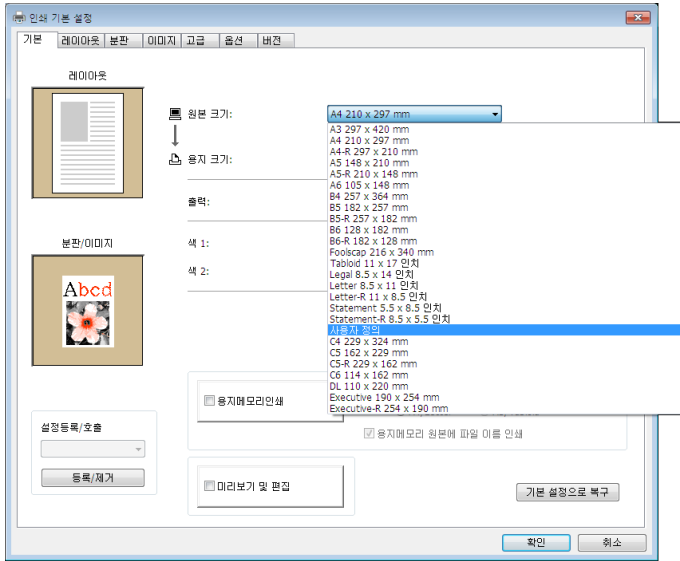 인쇄 기본 설정
기본 레이아웃 분판 이미지 고급 옵션 버전
레이아웃
원본 크기: A4 210 x 297 mm
A3 297 x 420 mm
A4 210 x 297 mm
A4-R 297 x 210 mm
용지 크기:
A5 148 x 210 mm
A5-R 210 x 148 mm
A6 105 x 148 mm
B4 257 x 364 mm
출력:
B5 182 x 257 mm
B5-R 257 x 182 mm
B6 128 x 182 mm
B6-R 182 x 128 mm
분판/이미지
색 1:
Foolscap 216 x 340 mm
Tabloid 11 x 17 인치
색 2:
Legal 8.5 x 14 인치
Letter 8.5 x 11 인치
Letter-R 11 x 8.5 인치
Abcd
Statement 5.5 x 8.5 인치
Statement-R 8.5 x 5.5 인치
사용자 정의
C4 229 x 324 mm
C5 162 x 229 mm
C5-R 229 x 162 mm
C6 114 x 162 mm
DL 110 x 220 mm
Executive 190 x 254 mm
Executive-R 254 x 190 mm
용지메모리인쇄
용지메모리 원본에 파일 이름 인쇄
설정등록/호출
등록/제거
미리보기 및 편집
기본 설정으로 복구
확인 취소